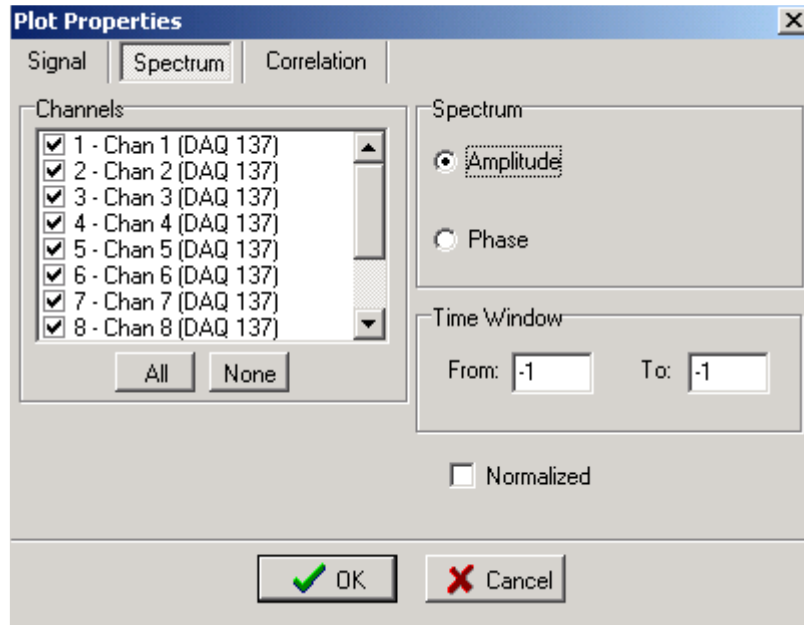 Plot Properties
Signal Spectrum Correlation
Channels
1 - Chan 1 (DAQ 137)
2 - Chan 2 (DAQ 137)
3 - Chan 3 (DAQ 137)
4 - Chan 4 (DAQ 137)
5 - Chan 5 (DAQ 137)
6 - Chan 6 (DAQ 137)
7 - Chan 7 (DAQ 137)
8 - Chan 8 (DAQ 137)
All None
Spectrum
Amplitude
Phase
Time Window
From: -1 To: -1
Normalized
OK Cancel